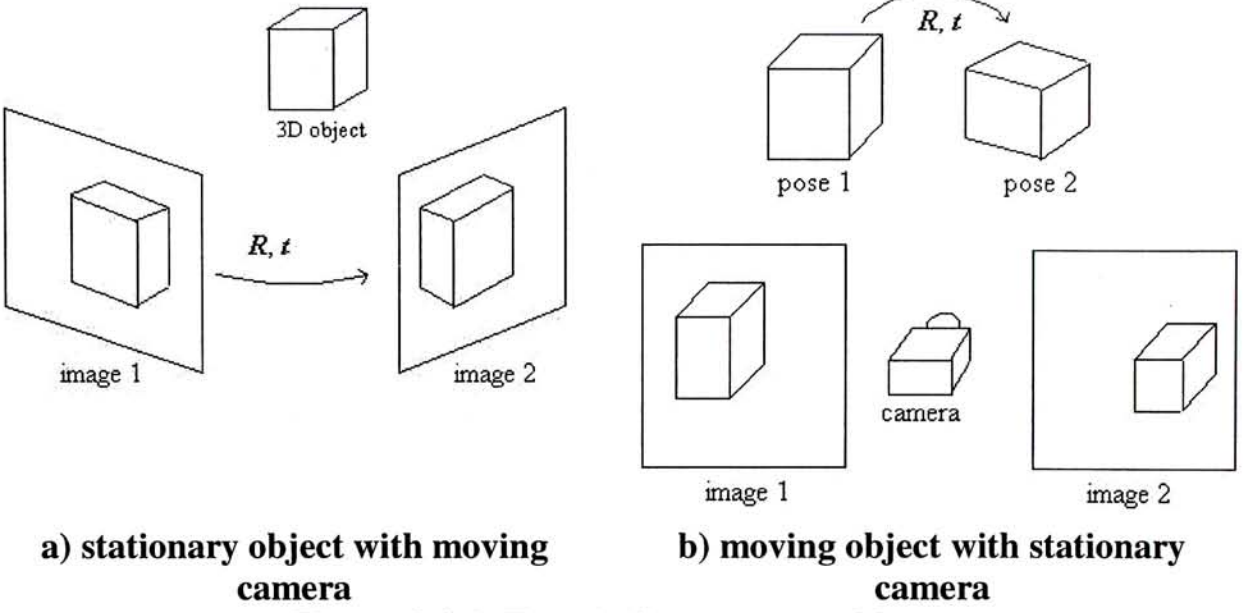 3D object
R, t
image 1
image 2
a) stationary object with moving
camera
R, t
pose 1
pose 2
camera
image 1
image 2
b) moving object with stationary
camera